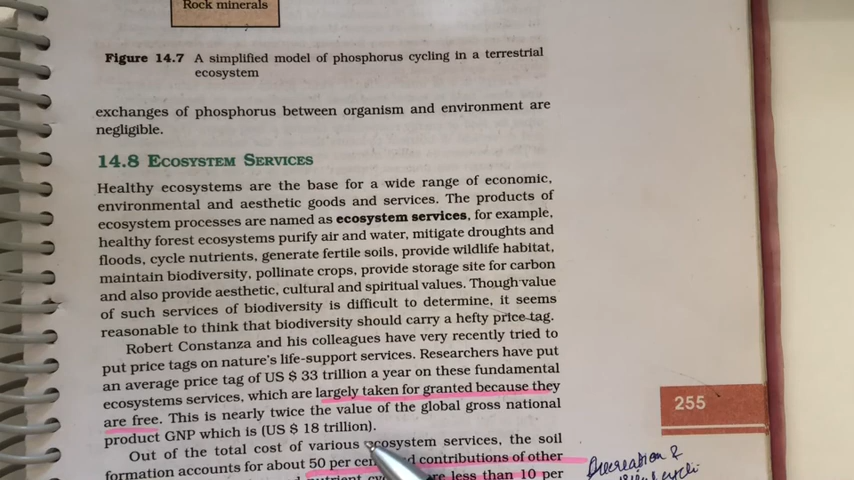 Rock minerals
Figure 14.7 A simplified model of phosphorus cycling in a terrestrial
ecosystem
exchanges of phosphorus between organism and environment are
negligible.
14.8 ECOSYSTEM SERVICES
Healthy ecosystems are the base for a wide range of economic,
environmental and aesthetic goods and services. The products of
ecosystem processes are named as ecosystem services, for example,
healthy forest ecosystems purify air and water, mitigate droughts and
floods, cycle nutrients, generate fertile soils, provide wildlife habitat,
maintain biodiversity, pollinate crops, provide storage site for carbon
and also provide aesthetic, cultural and spiritual values. Though value
of such services of biodiversity is difficult to determine, it seems
reasonable to think that biodiversity should carry a hefty price tag.
Robert Constanza and his colleagues have very recently tried to
put price tags on nature's life-support services. Researchers have put
an average price tag of US $ 33 trillion a year on these fundamental
ecosystems services, which are largely taken for granted because they
are free. This is nearly twice the value of the global gross national
product GNP which is (US $ 18 trillion).
Out of the total cost of various ecosystem services, the soil
formation accounts for about 50 per cent contributions of other
less than 10 per
255